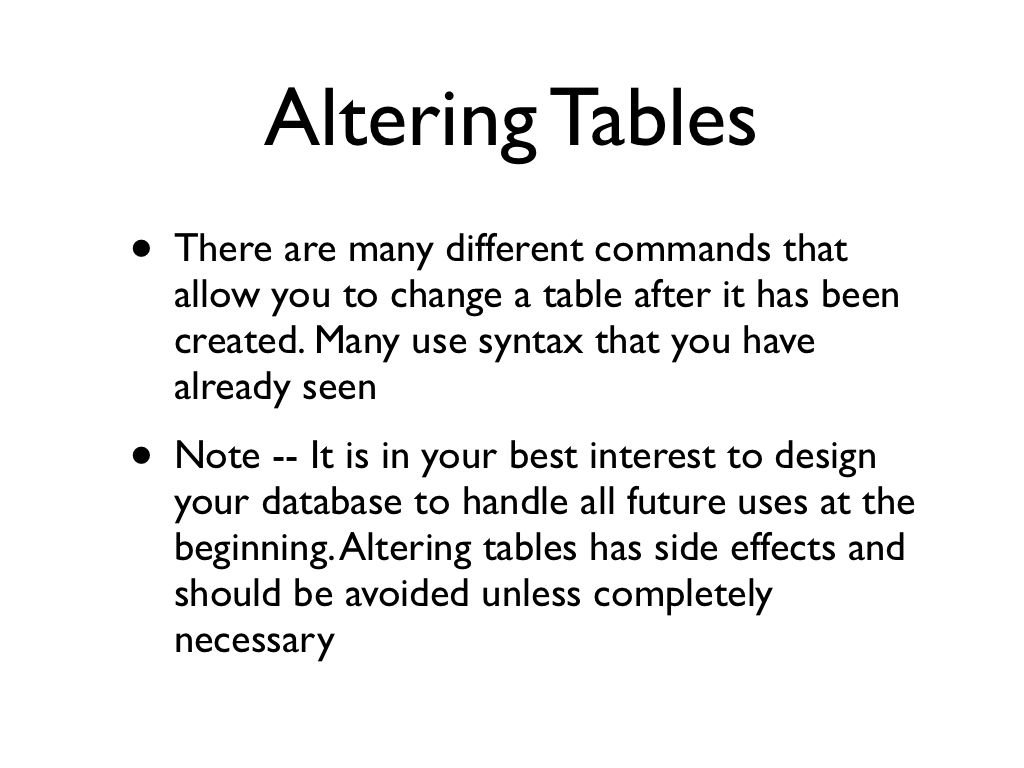 Altering Tables
• There are many different commands that
allow you to change a table after it has been
created. Many use syntax that you have
already seen
• Note -- It is in your best interest to design
your database to handle all future uses at the
beginning. Altering tables has side effects and
should be avoided unless completely
necessary